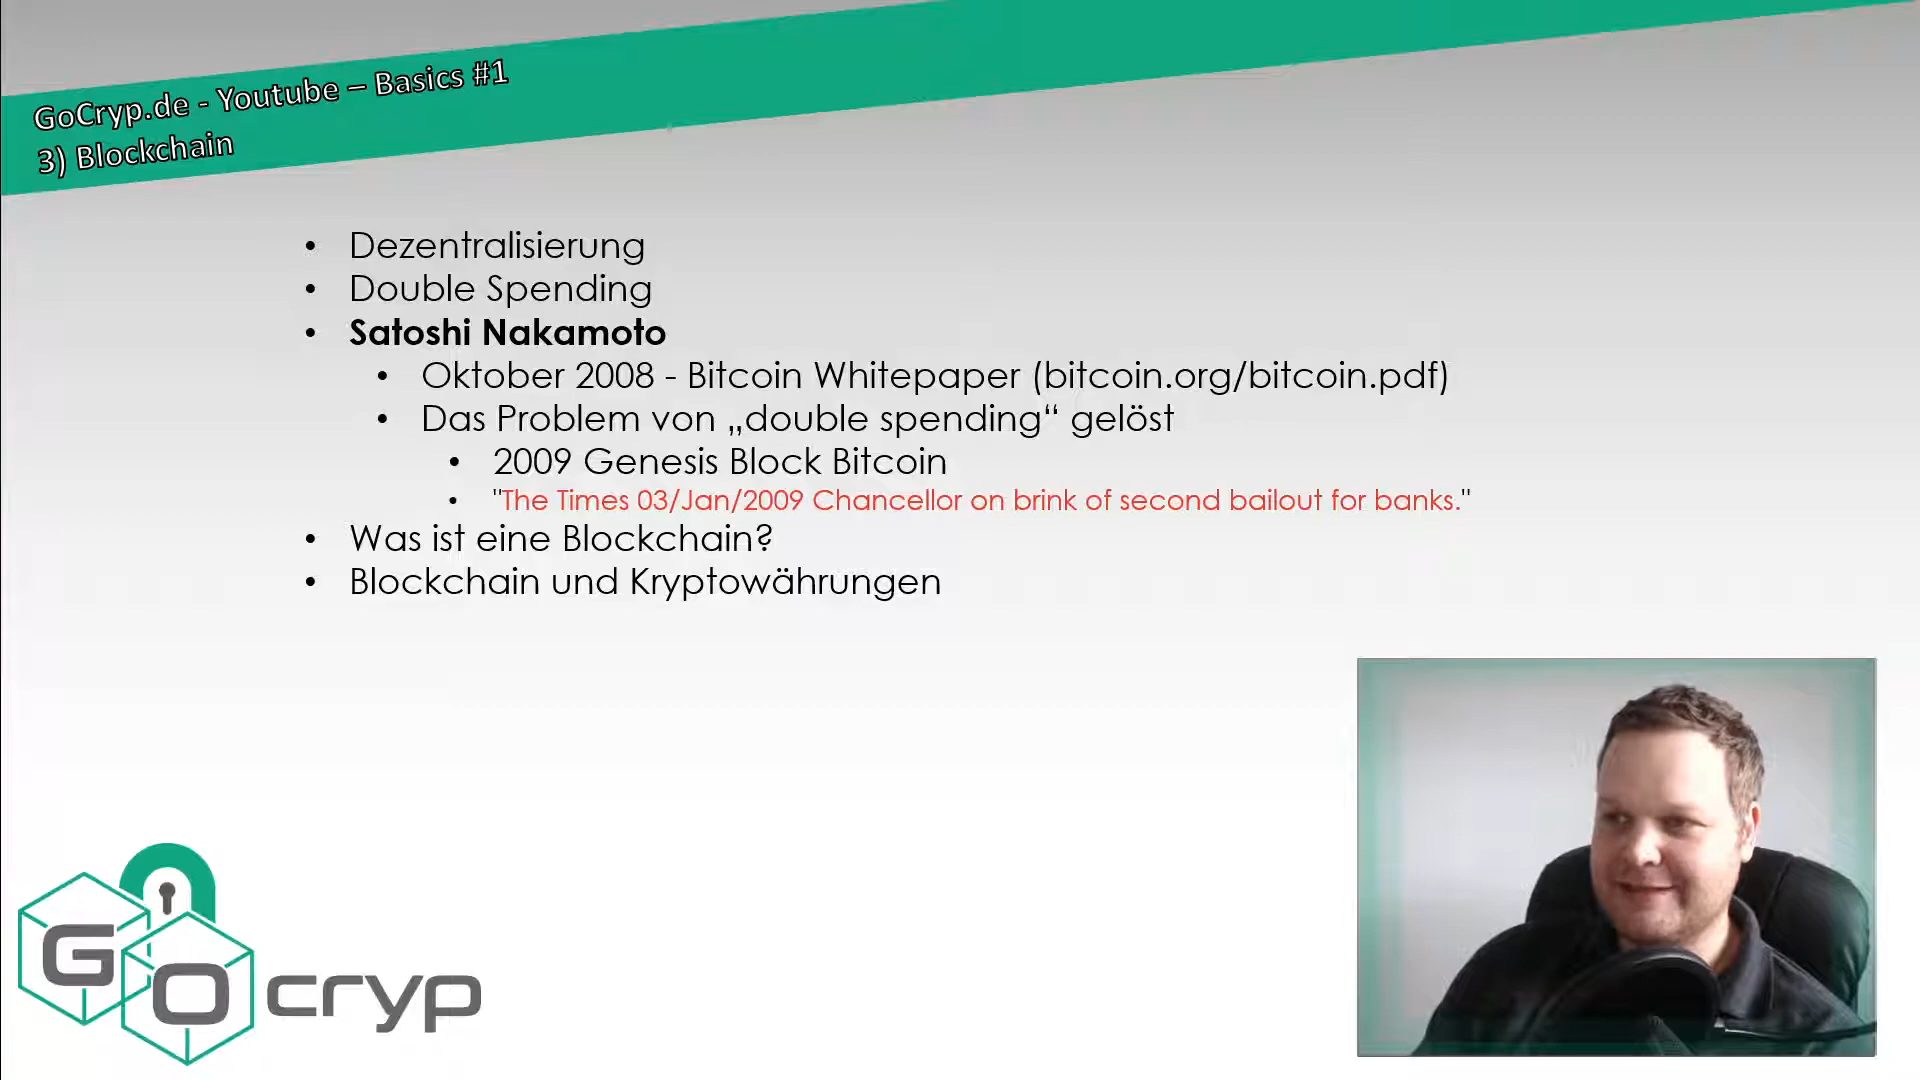 GoCryp.de - Youtube – Basics #1
3) Blockchain
• Dezentralisierung
• Double Spending
• Satoshi Nakamoto
• Oktober 2008 - Bitcoin Whitepaper (bitcoin.org/bitcoin.pdf)
• Das Problem von „double spending“ gelöst
• 2009 Genesis Block Bitcoin
• "The Times 03/Jan/2009 Chancellor on brink of second bailout for banks."
• Was ist eine Blockchain?
• Blockchain und Kryptowährungen
GO cryp